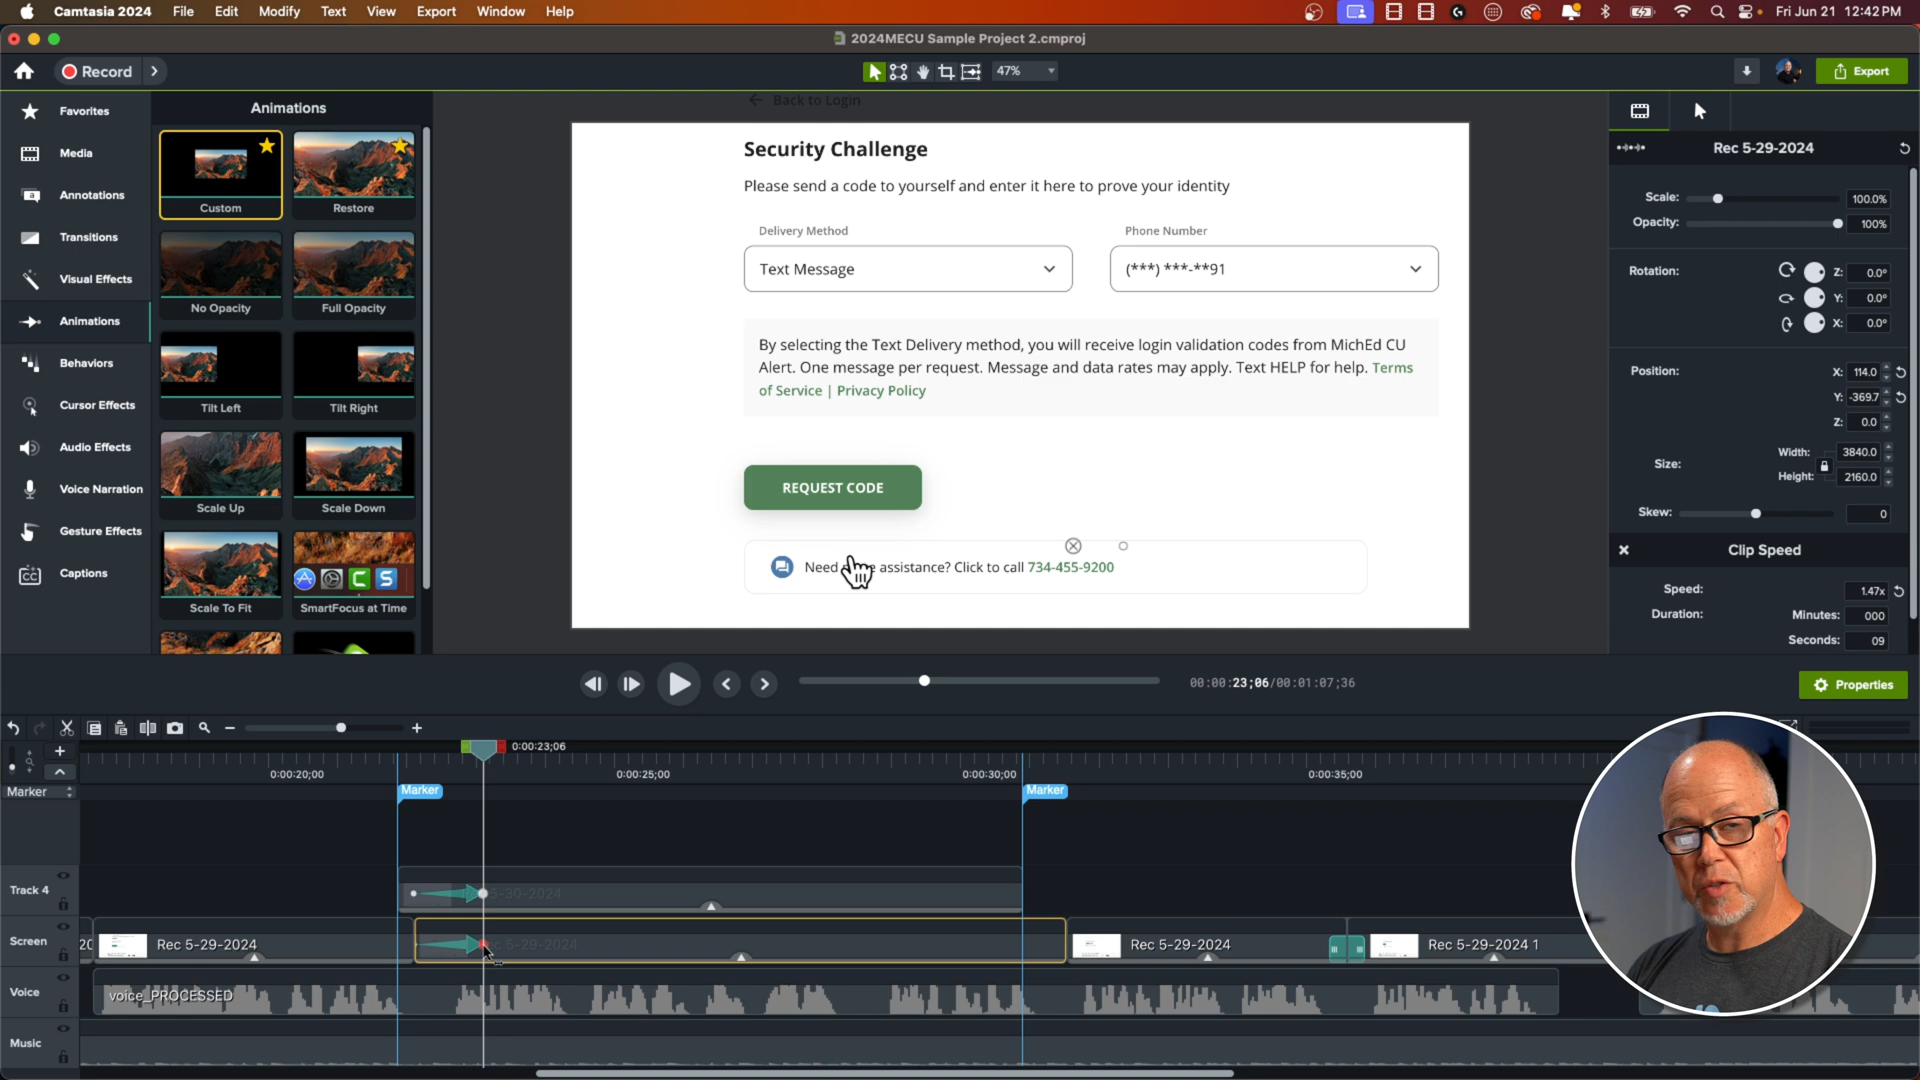 Camtasia 2024 File Edit Modify Text View Export Window Help Fri Jun 21 12:42 PM
2024MECU Sample Project 2.cmproj
Record 47% Export
Favorites
Media
Annotations
Transitions
Visual Effects
Animations
Behaviors
Cursor Effects
Audio Effects
Voice Narration
Gesture Effects
Captions
Animations
Custom Restore
No Opacity Full Opacity
Tilt Left Tilt Right
Scale Up Scale Down
Scale To Fit SmartFocus at Time
Back to Login
Security Challenge
Please send a code to yourself and enter it here to prove your identity
Delivery Method Phone Number
Text Message (***) ***-**91
By selecting the Text Delivery method, you will receive login validation codes from MichEd CU
Alert. One message per request. Message and data rates may apply. Text HELP for help. Terms
of Service | Privacy Policy
REQUEST CODE
Need assistance? Click to call 734-455-9200
Rec 5-29-2024
Scale: 100.0%
Opacity: 100%
Rotation: Z: 0.0°
Y: 0.0°
X: 0.0°
Position: X: 114.0
Y: -369.7
Z: 0.0
Size: Width: 3840.0
Height: 2160.0
Skew: 0
Clip Speed
Speed: 1.47x
Duration: Minutes: 000
Seconds: 09
00:00:23;06/00:01:07;36
Properties
0:00:23;06
0:00:20;00 0:00:25;00 0:00:30;00 0:00:35;00
Marker Marker Marker
Track 4 5-30-2024
Screen Rec 5-29-2024 5-29-2024 Rec 5-29-2024 Rec 5-29-2024 1
Voice voice_PROCESSED
Music